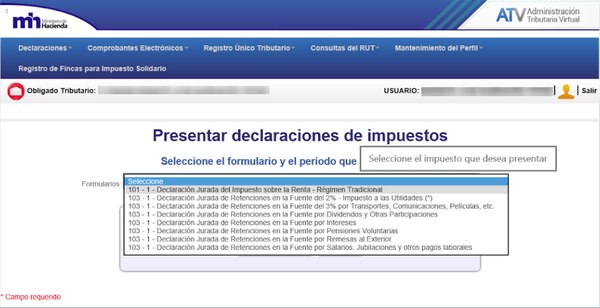 1
mh Ministerio de Hacienda
ATV Administración Tributaria Virtual
Declaraciones Comprobantes Electrónicos Registro Único Tributario Consultas del RUT Mantenimiento del Perfil
Registro de Fincas para Impuesto Solidario
Obligado Tributario: USUARIO: Salir
Presentar declaraciones de impuestos
Seleccione el formulario y el período que
Seleccione el impuesto que desea presentar
Formularios
Seleccione
101 - 1 - Declaración Jurada del Impuesto sobre la Renta - Régimen Tradicional
103 - 1 - Declaración Jurada de Retenciones en la Fuente del 2% - Impuesto a las Utilidades (*)
103 - 1 - Declaración Jurada de Retenciones en la Fuente del 3% por Transportes, Comunicaciones, Películas, etc.
103 - 1 - Declaración Jurada de Retenciones en la Fuente por Dividendos y Otras Participaciones
103 - 1 - Declaración Jurada de Retenciones en la Fuente por Intereses
103 - 1 - Declaración Jurada de Retenciones en la Fuente por Pensiones Voluntarias
103 - 1 - Declaración Jurada de Retenciones en la Fuente por Remesas al Exterior
103 - 1 - Declaración Jurada de Retenciones en la Fuente por Salarios, Jubilaciones y otros pagos laborales
* Campo requerido